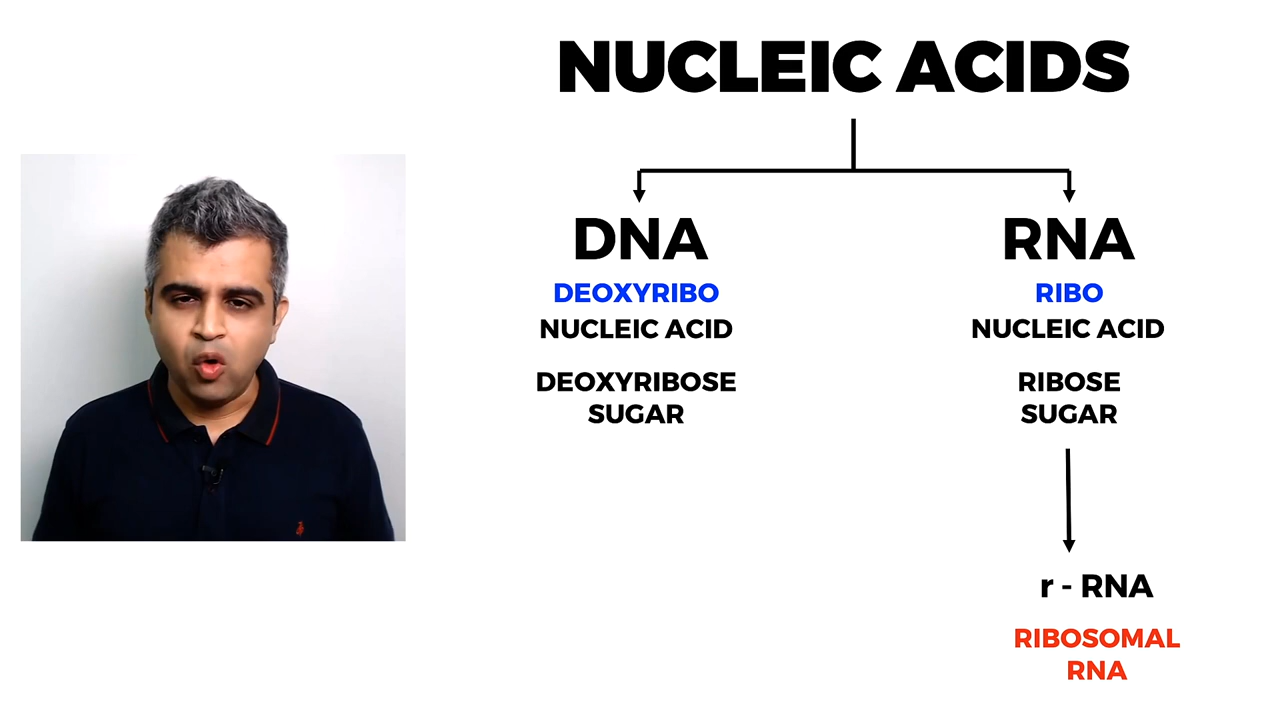 NUCLEIC ACIDS
DNA
DEOXYRIBO
NUCLEIC ACID
DEOXYRIBOSE
SUGAR
RNA
RIBO
NUCLEIC ACID
RIBOSE
SUGAR
r - RNA
RIBOSOMAL
RNA